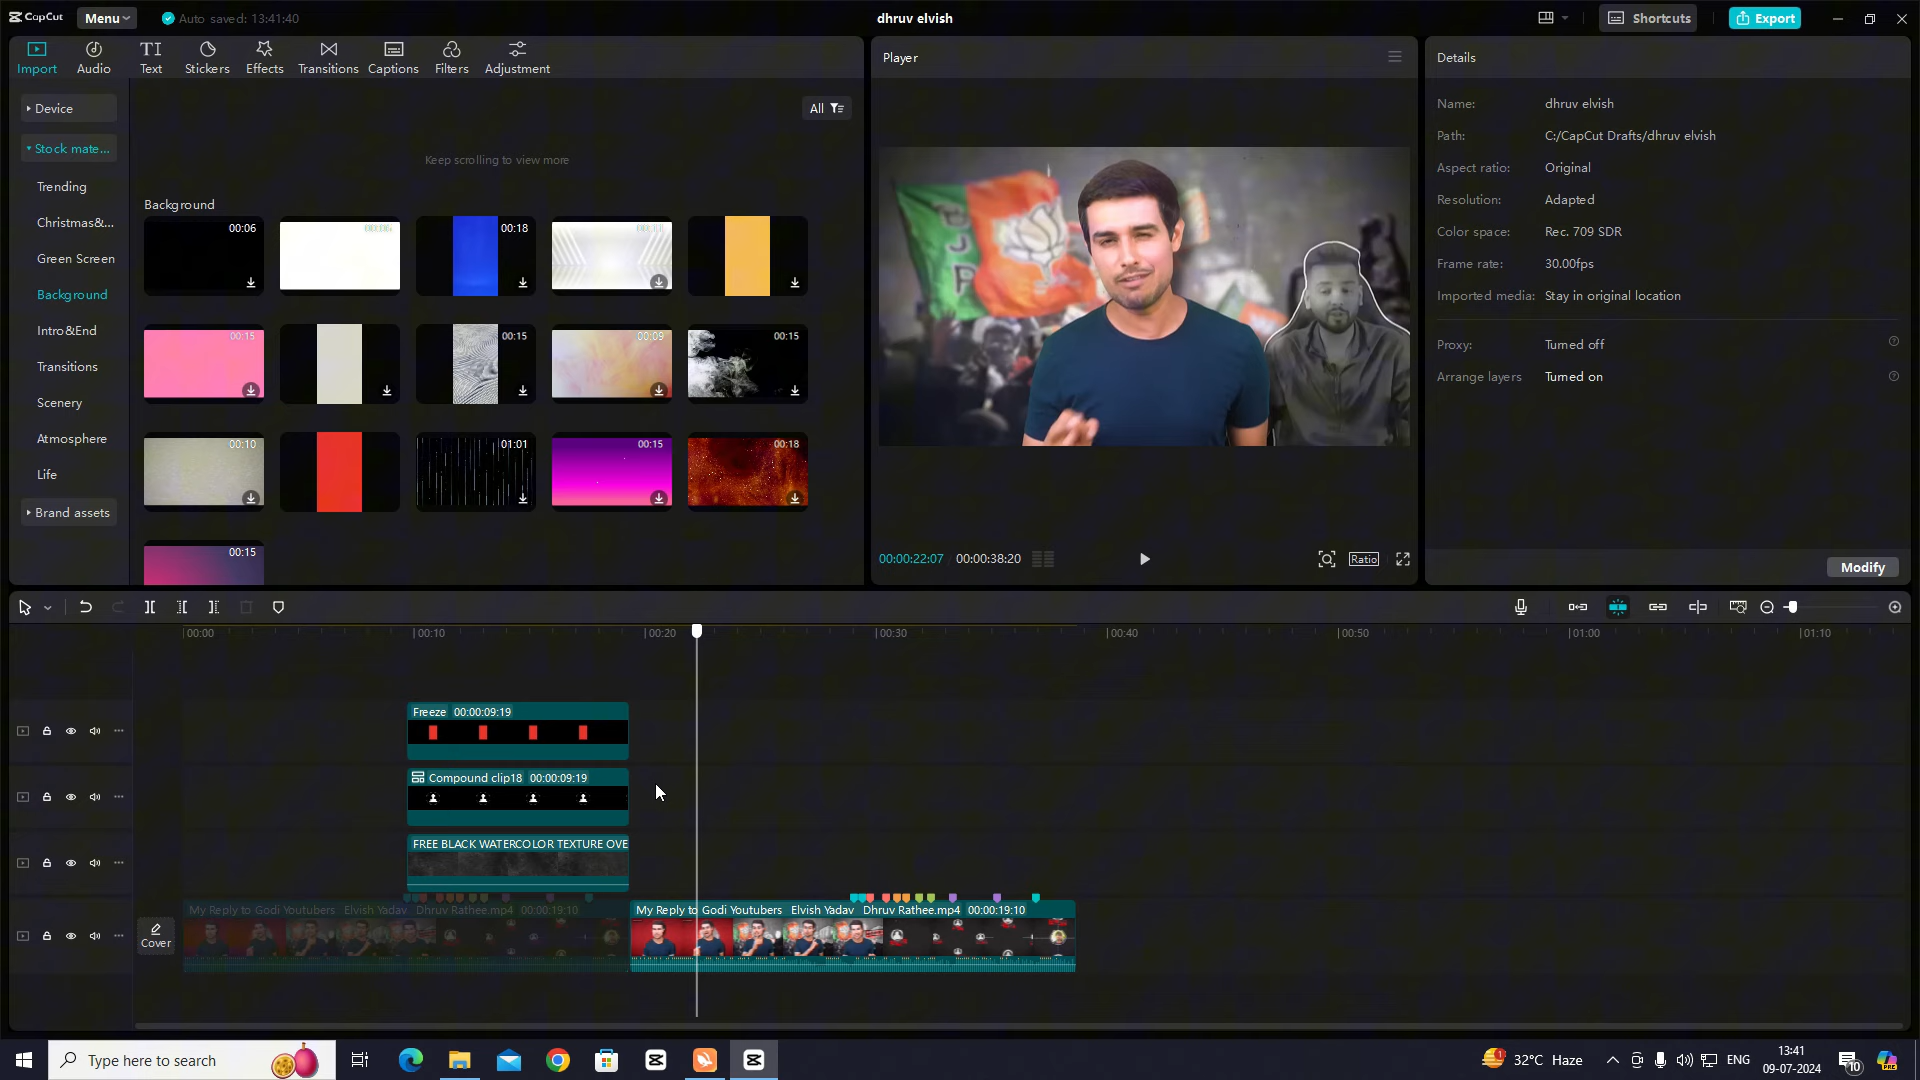 CapCut
Menu
Auto saved: 13:41:40
dhruv elvish
Shortcuts
Export
Import
Audio
Text
Stickers
Effects
Transitions
Captions
Filters
Adjustment
Device
Stock mate...
Trending
Christmas&...
Green Screen
Background
Intro&End
Transitions
Scenery
Atmosphere
Life
Brand assets
All
Keep scrolling to view more
Background
00:06
00:18
00:15
00:15
00:09
00:15
00:10
01:01
00:15
00:18
00:15
Player
00:00:22:07
00:00:38:20
Ratio
Details
Name: dhruv elvish
Path: C:/CapCut Drafts/dhruv elvish
Aspect ratio: Original
Resolution: Adapted
Color space: Rec. 709 SDR
Frame rate: 30.00fps
Imported media: Stay in original location
Proxy: Turned off
Arrange layers Turned on
Modify
00:00
00:10
00:20
00:30
00:40
00:50
01:00
01:10
Freeze 00:00:09:19
Compound clip18 00:00:09:19
FREE BLACK WATERCOLOR TEXTURE OVE
Cover
My Reply to Godi Youtubers Elvish Yadav Dhruv Rathee.mp4 00:00:19:10
My Reply to Godi Youtubers Elvish Yadav Dhruv Rathee.mp4 00:00:19:10
Type here to search
32°C Haze
ENG
13:41
09-07-2024
10